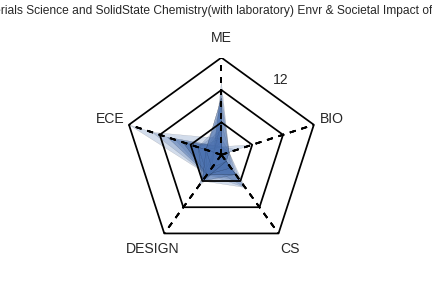 rials Science and SolidState Chemistry(with laboratory) Envr & Societal Impact of
ME
12
ECE
BIO
DESIGN
CS